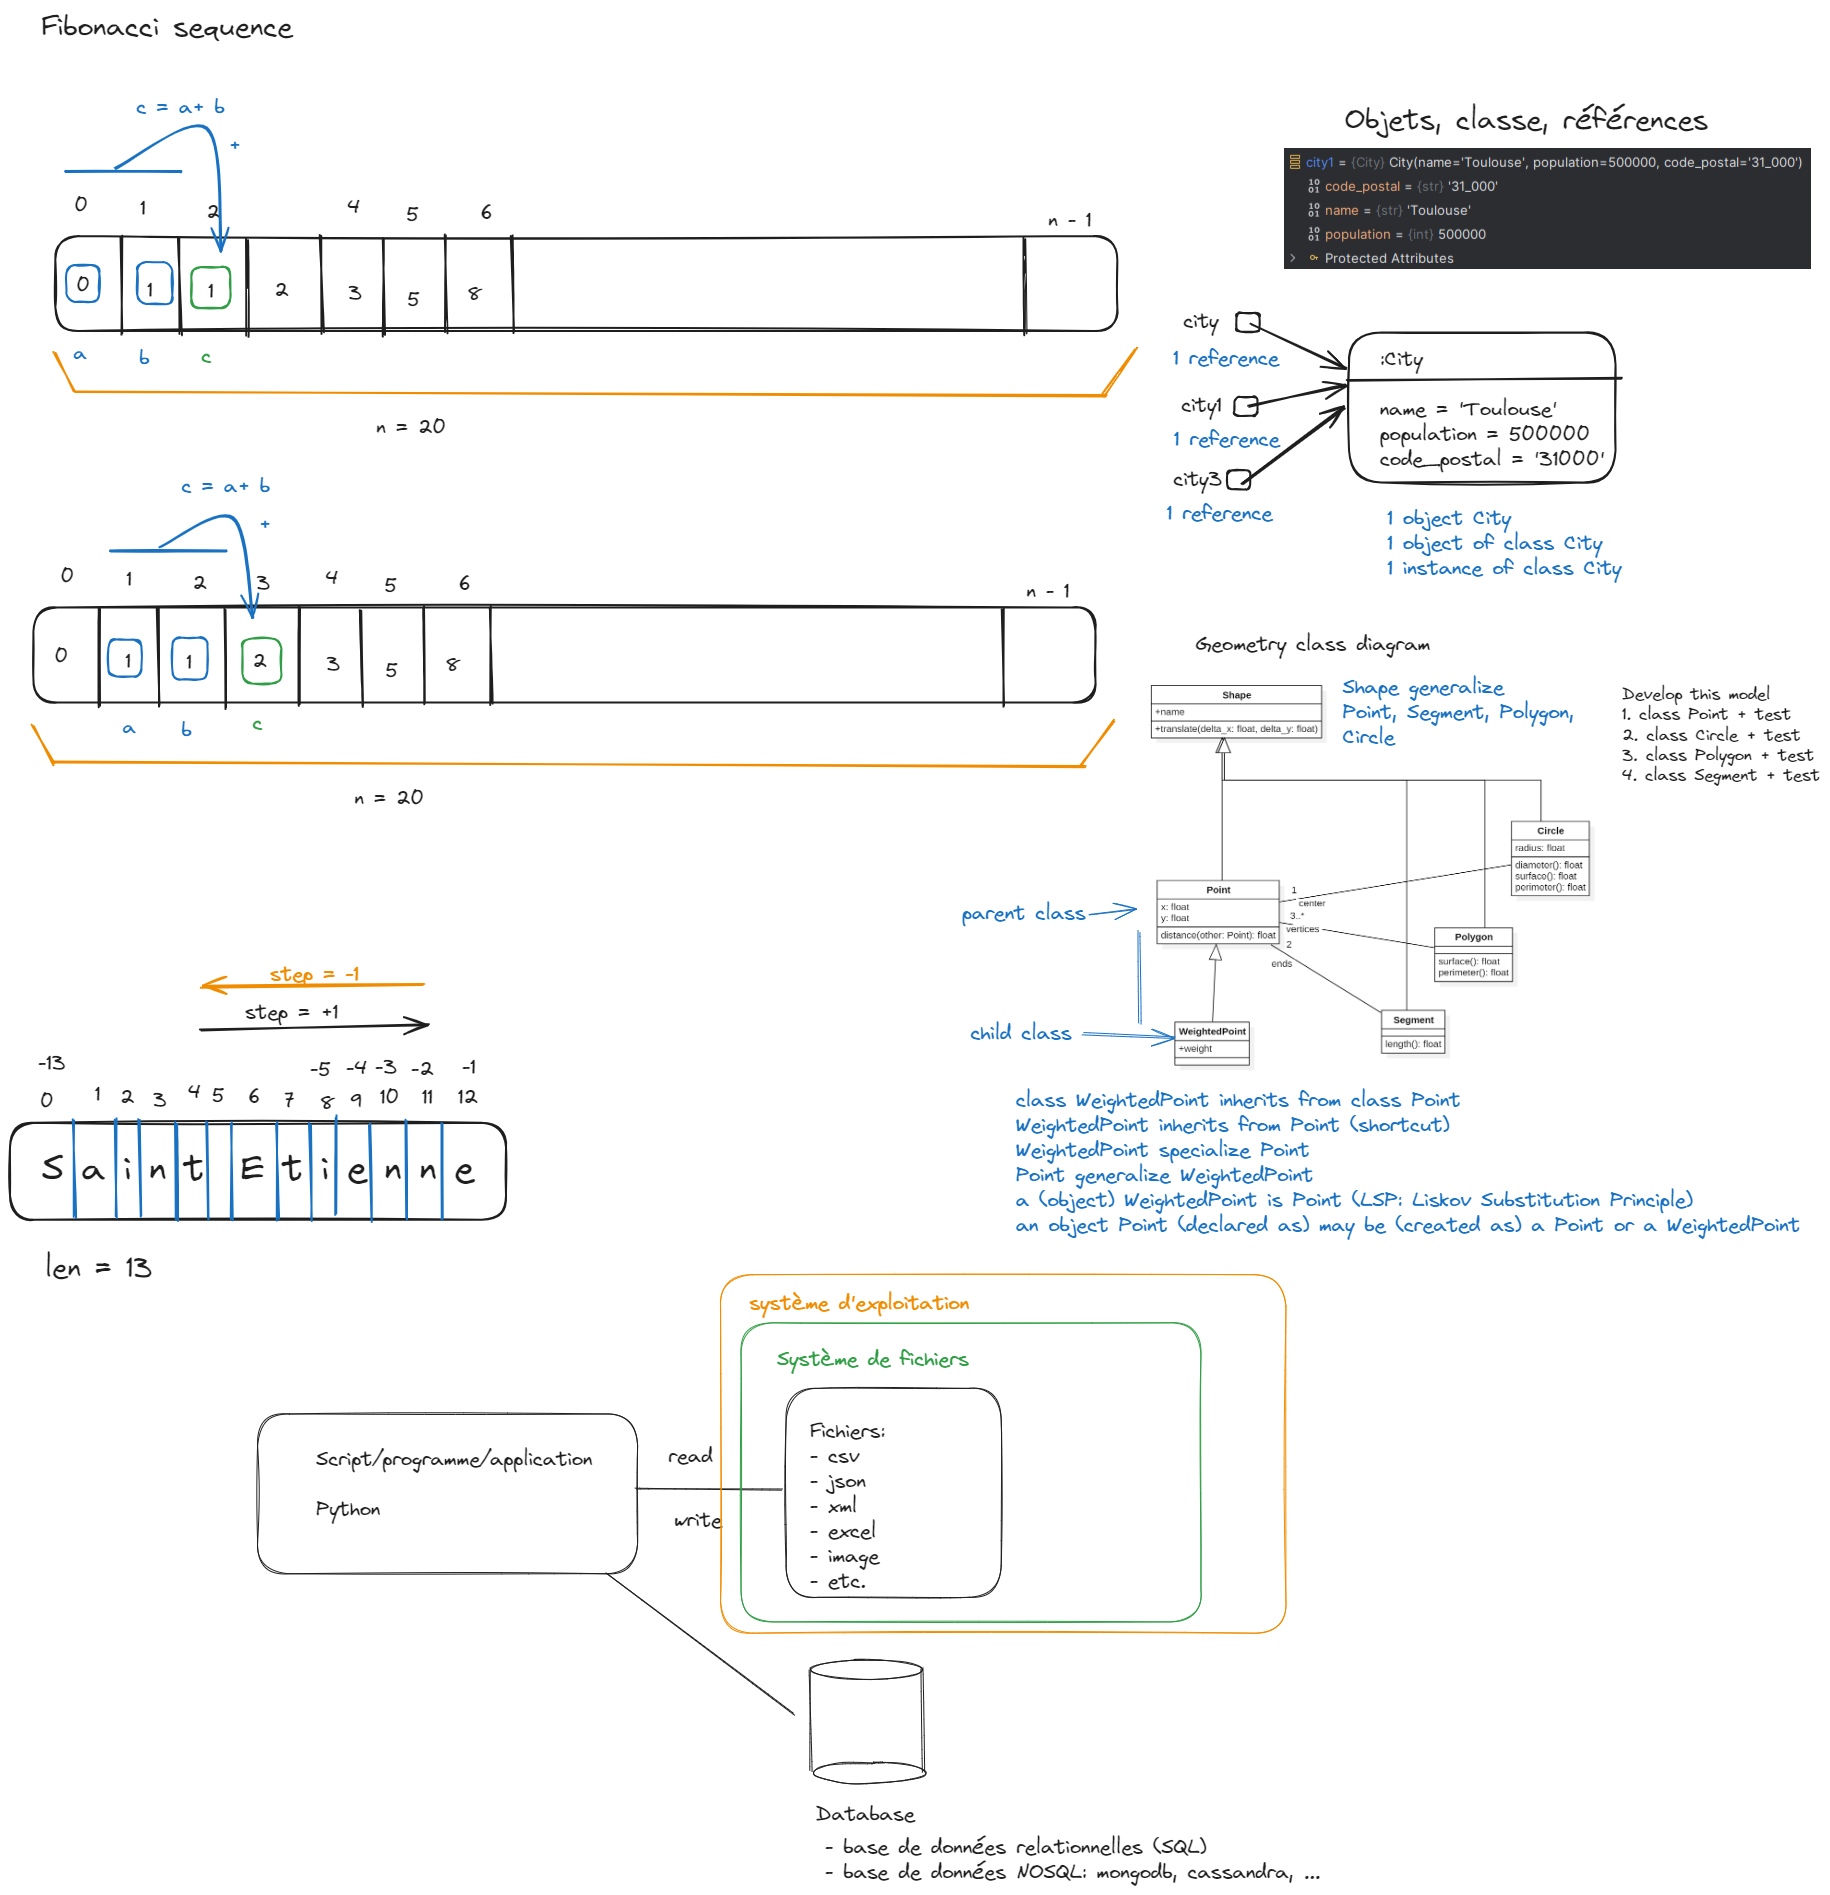 Fibonacci sequence
c = a+ b
+
0 1 2 4 5 6 n - 1
0 1 1 2 3 5 8
a b c
n = 20
c = a+ b
+
0 1 2 3 4 5 6 n - 1
0 1 1 2 3 5 8
a b c
n = 20
step = -1
step = +1
-13 -5 -4 -3 -2 -1
0 1 2 3 4 5 6 7 8 9 10 11 12
S a i n t E t i e n n e
len = 13
Objets, classe, références
city1 = {City} City(name='Toulouse', population=500000, code_postal='31_000')
code_postal = {str} '31_000'
name = {str} 'Toulouse'
population = {int} 500000
Protected Attributes
city
1 reference
city1
1 reference
city3
1 reference
:City
name = 'Toulouse'
population = 500000
code_postal = '31000'
1 object City
1 object of class City
1 instance of class City
Geometry class diagram
Shape
+name
+translate(delta_x: float, delta_y: float)
Shape generalize
Point, Segment, Polygon,
Circle
Develop this model
1. class Point + test
2. class Circle + test
3. class Polygon + test
4. class Segment + test
Circle
radius: float
diameter(): float
surface(): float
perimeter(): float
Point
x: float
y: float
distance(other: Point): float
1
center
3..*
vertices
2
ends
Polygon
surface(): float
perimeter(): float
Segment
length(): float
WeightedPoint
+weight
parent class
child class
class WeightedPoint inherits from class Point
WeightedPoint inherits from Point (shortcut)
WeightedPoint specialize Point
Point generalize WeightedPoint
a (object) WeightedPoint is Point (LSP: Liskov Substitution Principle)
an object Point (declared as) may be (created as) a Point or a WeightedPoint
système d'exploitation
Système de fichiers
Fichiers:
- csv
- json
- xml
- excel
- image
- etc.
Script/programme/application
Python
read
write
Database
- base de données relationnelles (SQL)
- base de données NOSQL: mongodb, cassandra, ...